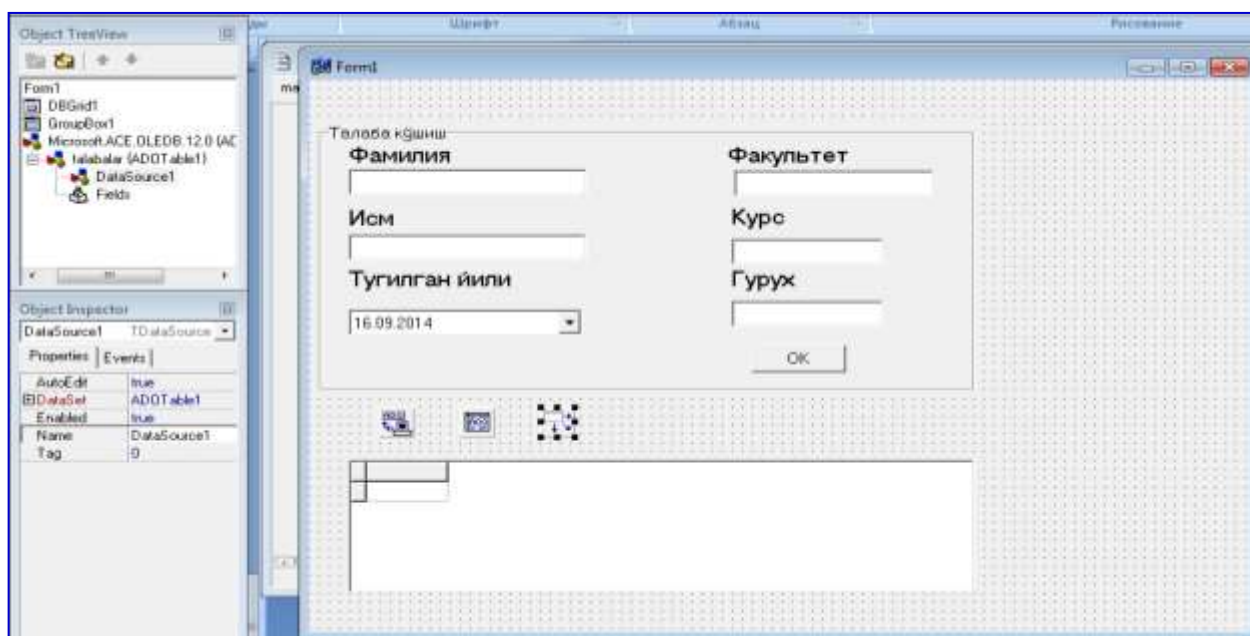 Шрифт Абзац Рисование
Object TreeView
Form1
DBGrid1
GroupBox1
Microsoft.ACE.OLEDB.12.0 (AD
talabalar (ADOTable1)
DataSource1
Fields
Object Inspector
DataSource1 TDataSource
Properties Events
AutoEdit true
DataSet ADOTable1
Enabled true
Name DataSource1
Tag 0
ma
Form1
Талаба қўшиш
Фамилия Факультет
Исм Курс
Тугилган йили Гурух
16.09.2014
OK